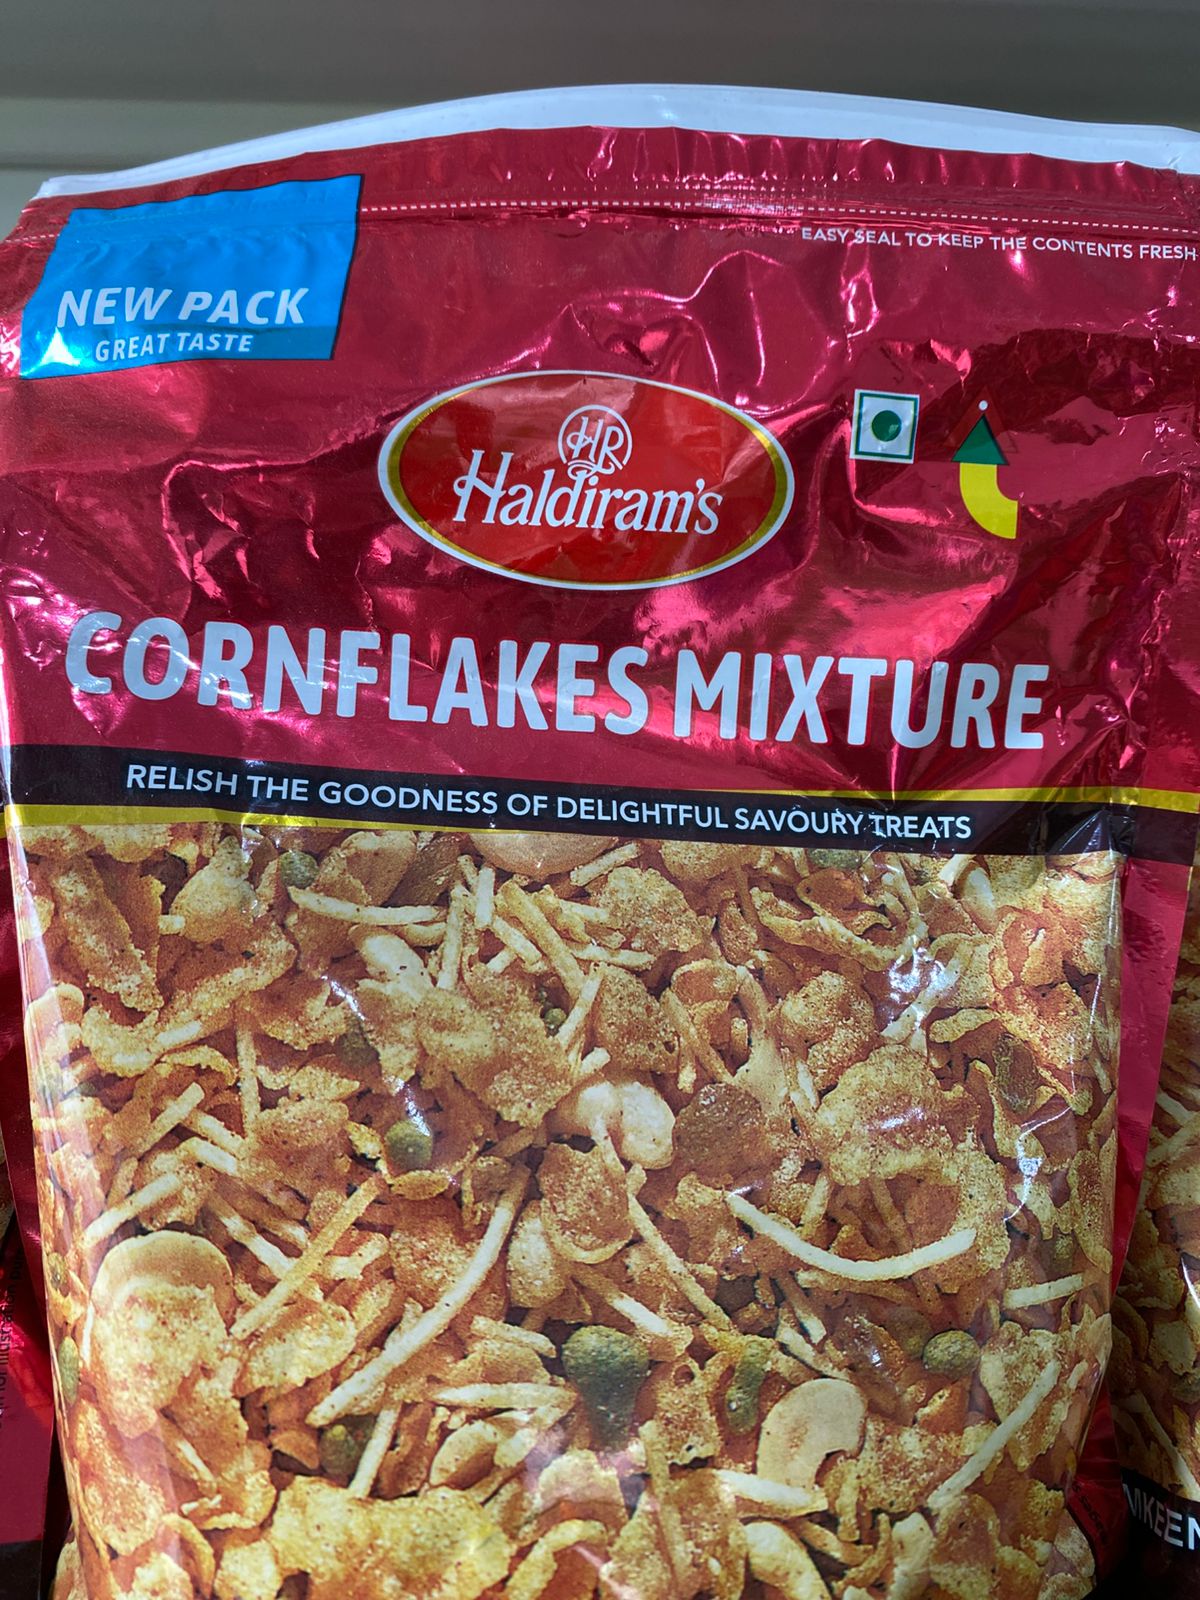 EASY SEAL TO KEEP THE CONTENTS FRESH
NEW PACK
GREAT TASTE
HR
Haldiram's
CORNFLAKES MIXTURE
RELISH THE GOODNESS OF DELIGHTFUL SAVOURY TREATS